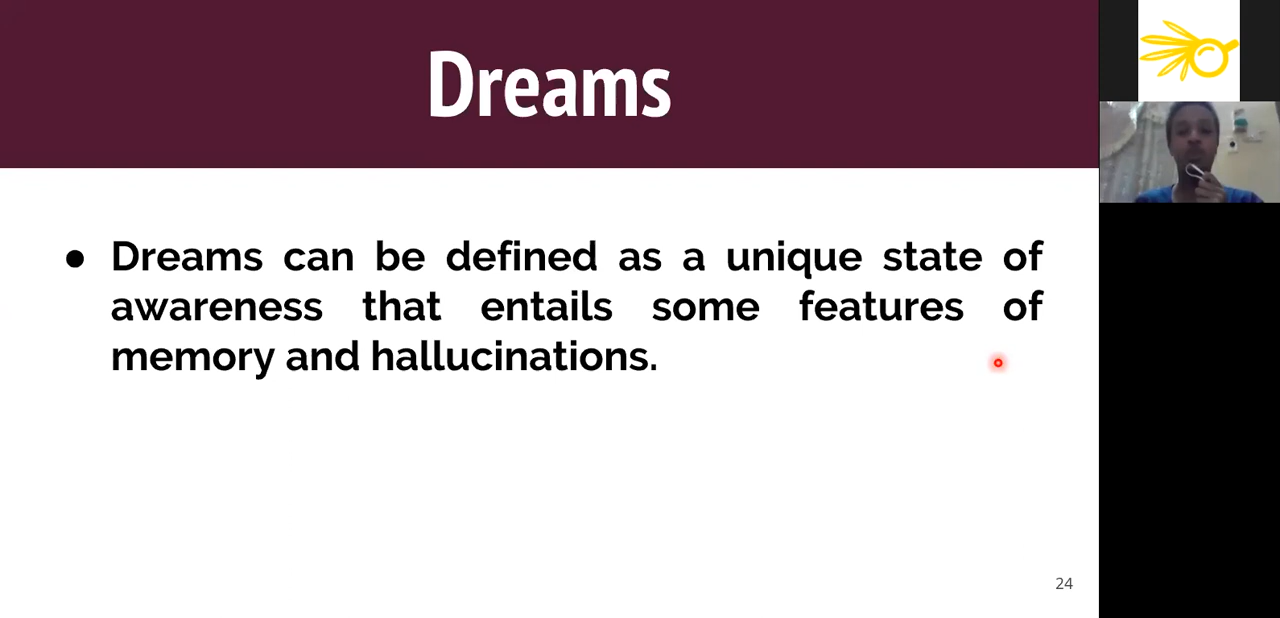 Dreams
● Dreams can be defined as a unique state of
awareness that entails some features of
memory and hallucinations.
24